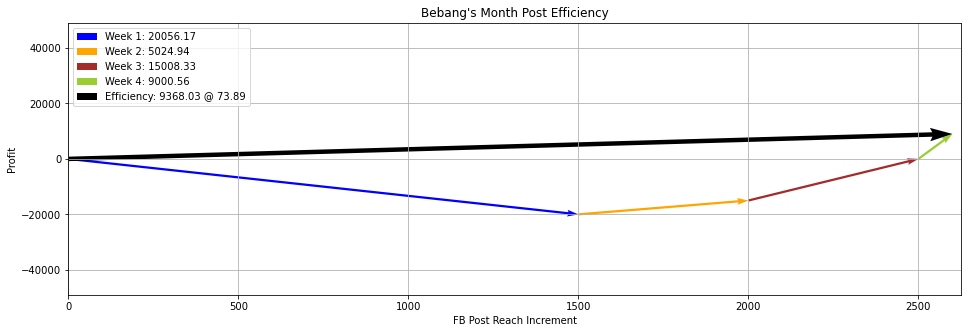 Bebang's Month Post Efficiency
Week 1: 20056.17
Week 2: 5024.94
Week 3: 15008.33
Week 4: 9000.56
Efficiency: 9368.03 @ 73.89
Profit
40000
20000
0
−20000
−40000
0
500
1000
1500
2000
2500
FB Post Reach Increment